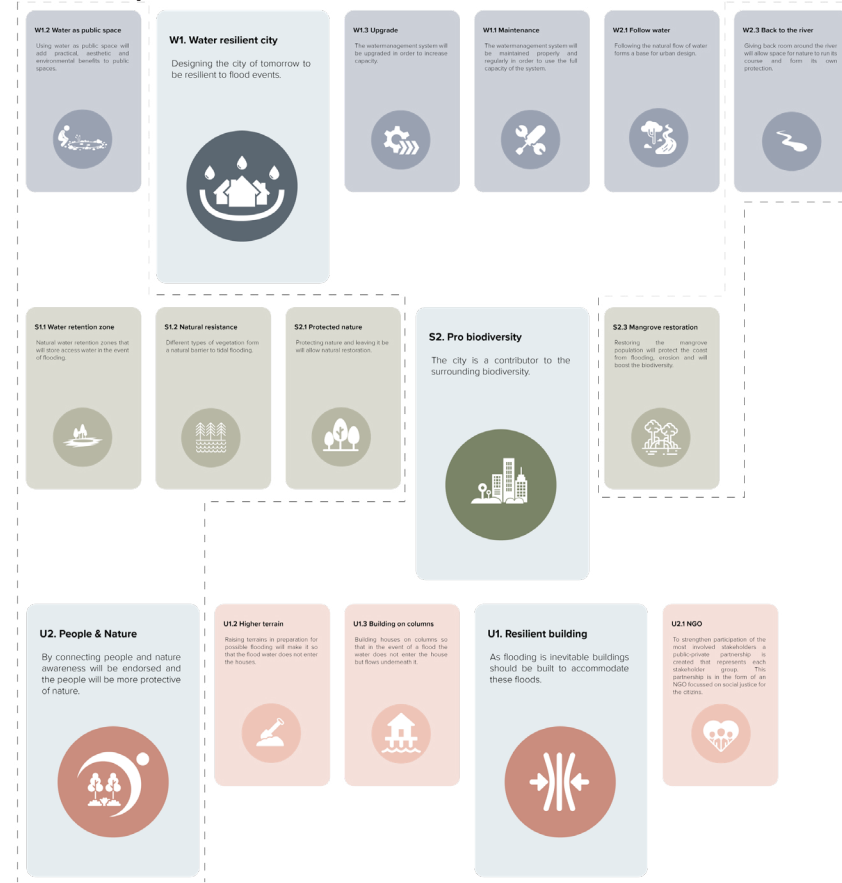 W1.2 Water as public space
Using water as public space will
add practical, aesthetic and
environmental benefits to public
spaces.
W1. Water resilient city
Designing the city of tomorrow to
be resilient to flood events.
W1.3 Upgrade
The watermanagement system will
be upgraded in order to increase
capacity.
W1.1 Maintenance
The watermanagement system will
be maintained properly and
regularly in order to use the full
capacity of the system.
W2.1 Follow water
Following the natural flow of water
forms a base for urban design.
W2.3 Back to the river
Giving back room around the river
will allow space for nature to run its
course and form its own
protection.
S1.1 Water retention zone
Natural water retention zones that
will store access water in the event
of flooding.
S1.2 Natural resistance
Different types of vegetation form
a natural barrier to tidal flooding.
S2.1 Protected nature
Protecting nature and leaving it be
will allow natural restoration.
S2. Pro biodiversity
The city is a contributor to the
surrounding biodiversity.
S2.3 Mangrove restoration
Restoring the mangrove
population will protect the coast
from flooding, erosion and will
boost the biodiversity.
U2. People & Nature
By connecting people and nature
awareness will be endorsed and
the people will be more protective
of nature.
U1.2 Higher terrain
Raising terrains in preparation for
possible flooding will make it so
that the flood water does not enter
the houses.
U1.3 Building on columns
Building houses on columns so
that in the event of a flood the
water does not enter the house
but flows underneath it.
U1. Resilient building
As flooding is inevitable buildings
should be built to accommodate
these floods.
U2.1 NGO
To strengthen participation of the
most involved stakeholders a
public-private partnership is
created that represents each
stakeholder group. This
partnership is in the form of an
NGO focussed on social justice for
the citizins.